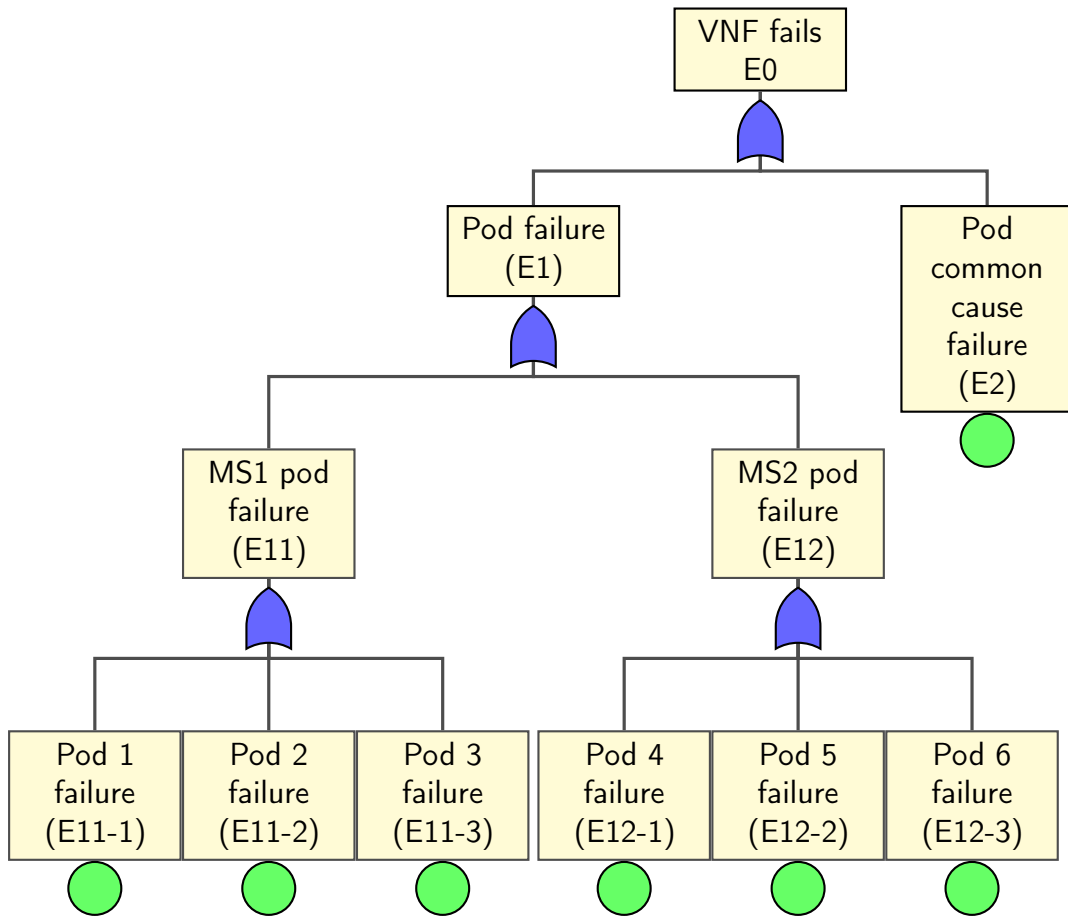 VNF fails
E0
Pod failure
(E1)
Pod
common
cause
failure
(E2)
MS1 pod
failure
(E11)
MS2 pod
failure
(E12)
Pod 1
failure
(E11-1)
Pod 2
failure
(E11-2)
Pod 3
failure
(E11-3)
Pod 4
failure
(E12-1)
Pod 5
failure
(E12-2)
Pod 6
failure
(E12-3)